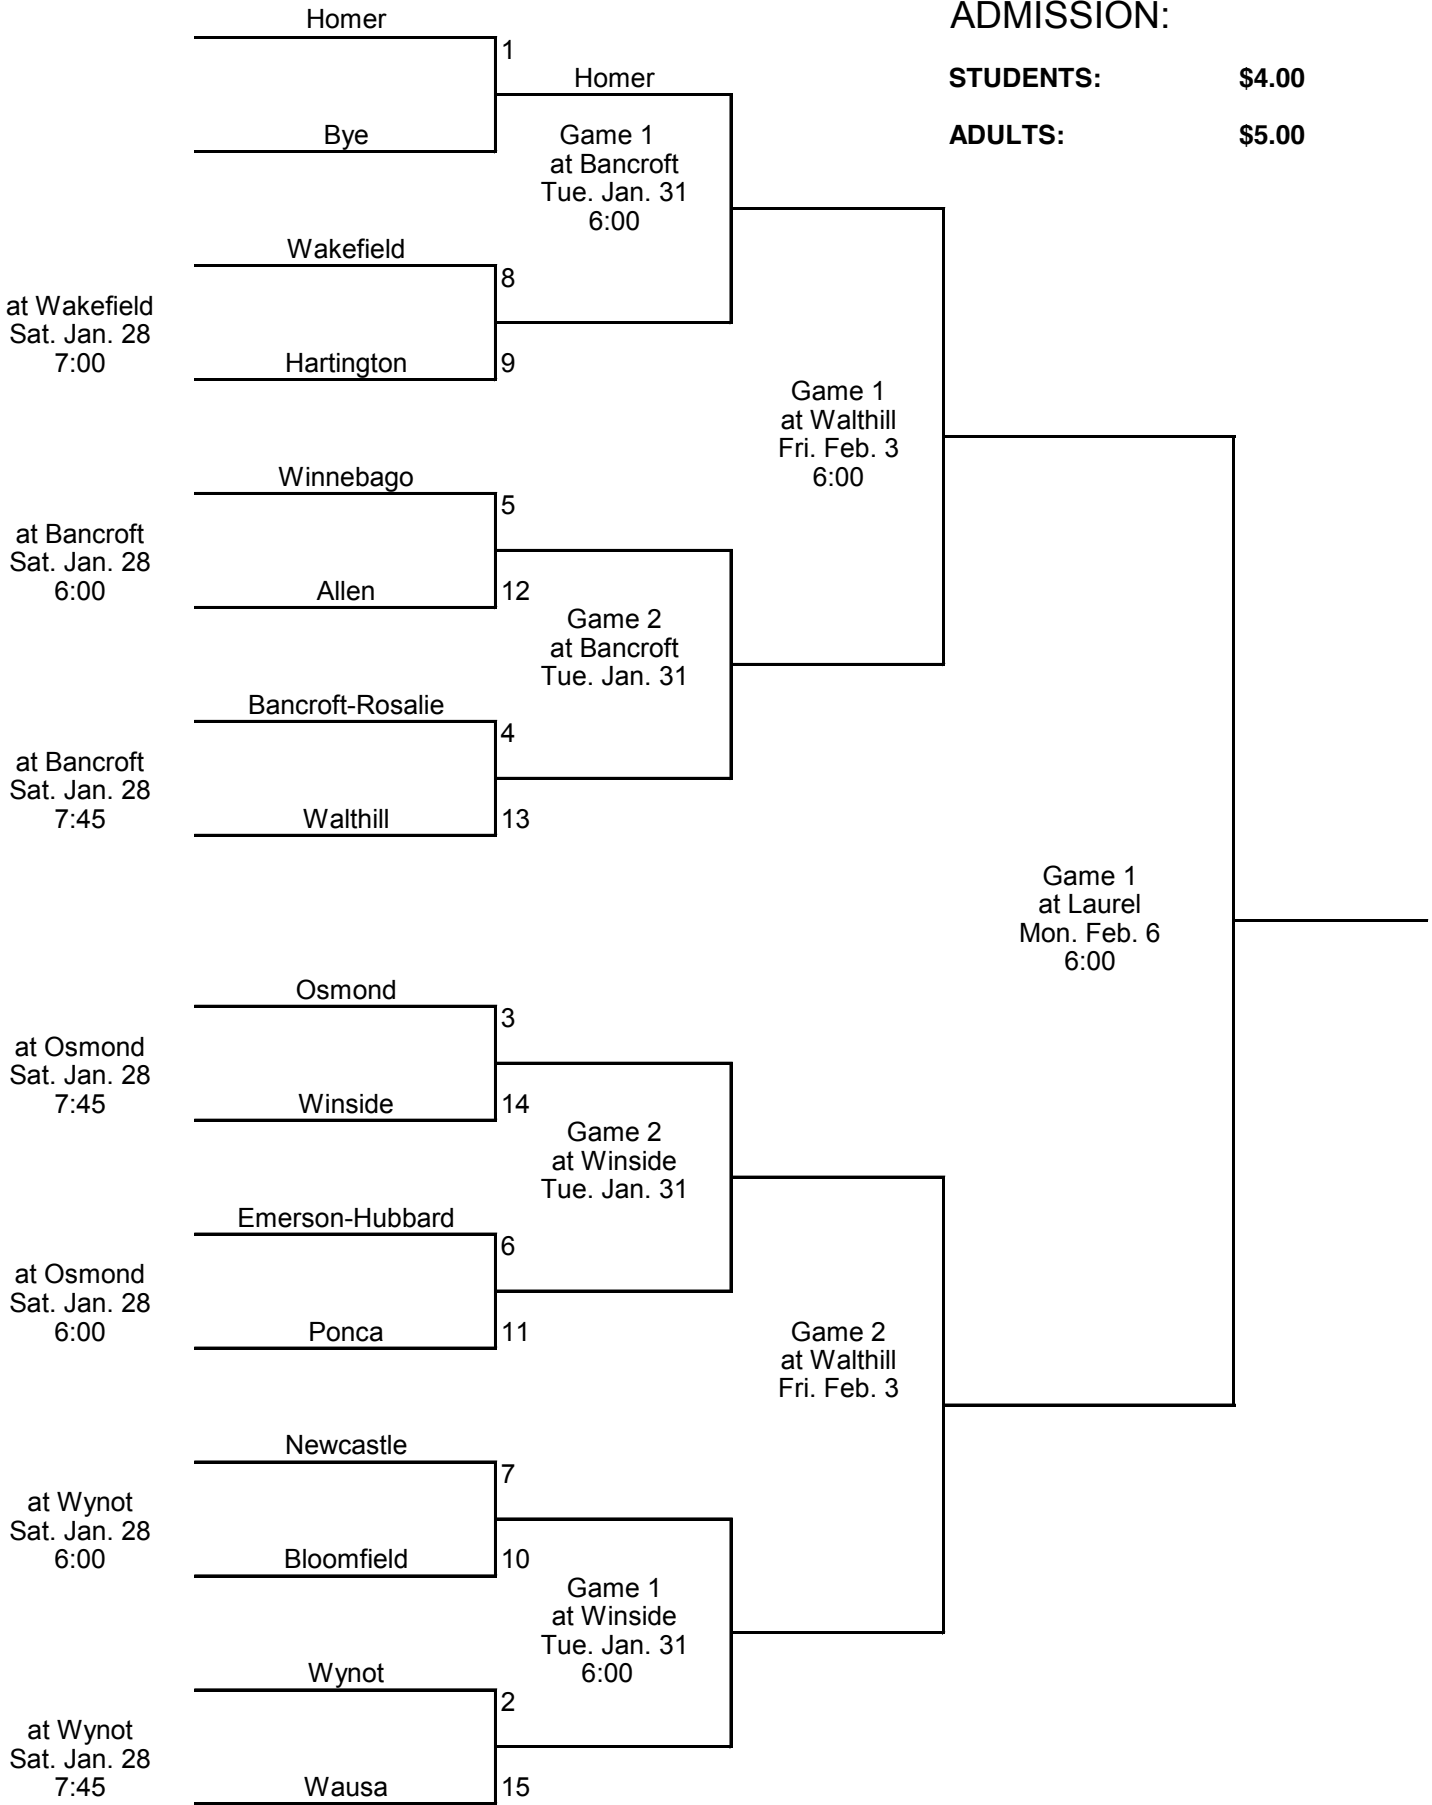 Homer
ADMISSION:
1
Homer
STUDENTS: $4.00
Bye
Game 1
ADULTS: $5.00
at Bancroft
Tue. Jan. 31
6:00
Wakefield
8
at Wakefield
Sat. Jan. 28
7:00
Hartington
9
Game 1
at Walthill
Fri. Feb. 3
6:00
Winnebago
5
at Bancroft
Sat. Jan. 28
6:00
Allen
12
Game 2
at Bancroft
Tue. Jan. 31
Bancroft-Rosalie
4
at Bancroft
Sat. Jan. 28
7:45
Walthill
13
Game 1
at Laurel
Mon. Feb. 6
6:00
Osmond
3
at Osmond
Sat. Jan. 28
7:45
Winside
14
Game 2
at Winside
Tue. Jan. 31
Emerson-Hubbard
6
at Osmond
Sat. Jan. 28
6:00
Ponca
11
Game 2
at Walthill
Fri. Feb. 3
Newcastle
7
at Wynot
Sat. Jan. 28
6:00
Bloomfield
10
Game 1
at Winside
Tue. Jan. 31
6:00
Wynot
2
at Wynot
Sat. Jan. 28
7:45
Wausa
15